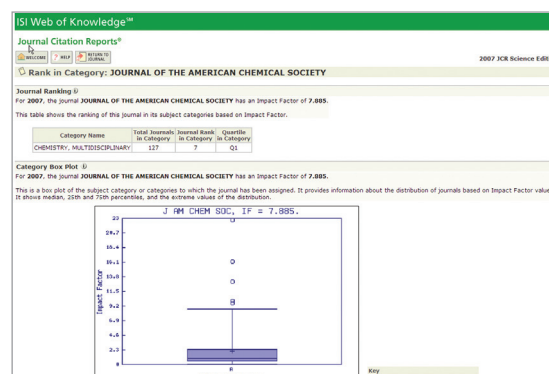 ISI Web of Knowledge℠
Journal Citation Reports®
WELCOME ? HELP RETURN TO JOURNAL 2007 JCR Science Edit
Rank in Category: JOURNAL OF THE AMERICAN CHEMICAL SOCIETY
Journal Ranking
For 2007, the journal JOURNAL OF THE AMERICAN CHEMICAL SOCIETY has an Impact Factor of 7.885.
This table shows the ranking of this journal in its subject categories based on Impact Factor.
Category Name Total Journals in Category Journal Rank in Category Quartile in Category
CHEMISTRY, MULTIDISCIPLINARY 127 7 Q1
Category Box Plot
For 2007, the journal JOURNAL OF THE AMERICAN CHEMICAL SOCIETY has an Impact Factor of 7.885.
This is a box plot of the subject category or categories to which the journal has been assigned. It provides information about the distribution of journals based on Impact Factor value
It shows median, 25th and 75th percentiles, and the extreme values of the distribution.
J AM CHEM SOC, IF = 7.885.
23
20.7
18.4
16.1
13.8
11.5
9.2
6.9
4.6
2.3
0
Impact Factor
A
Key